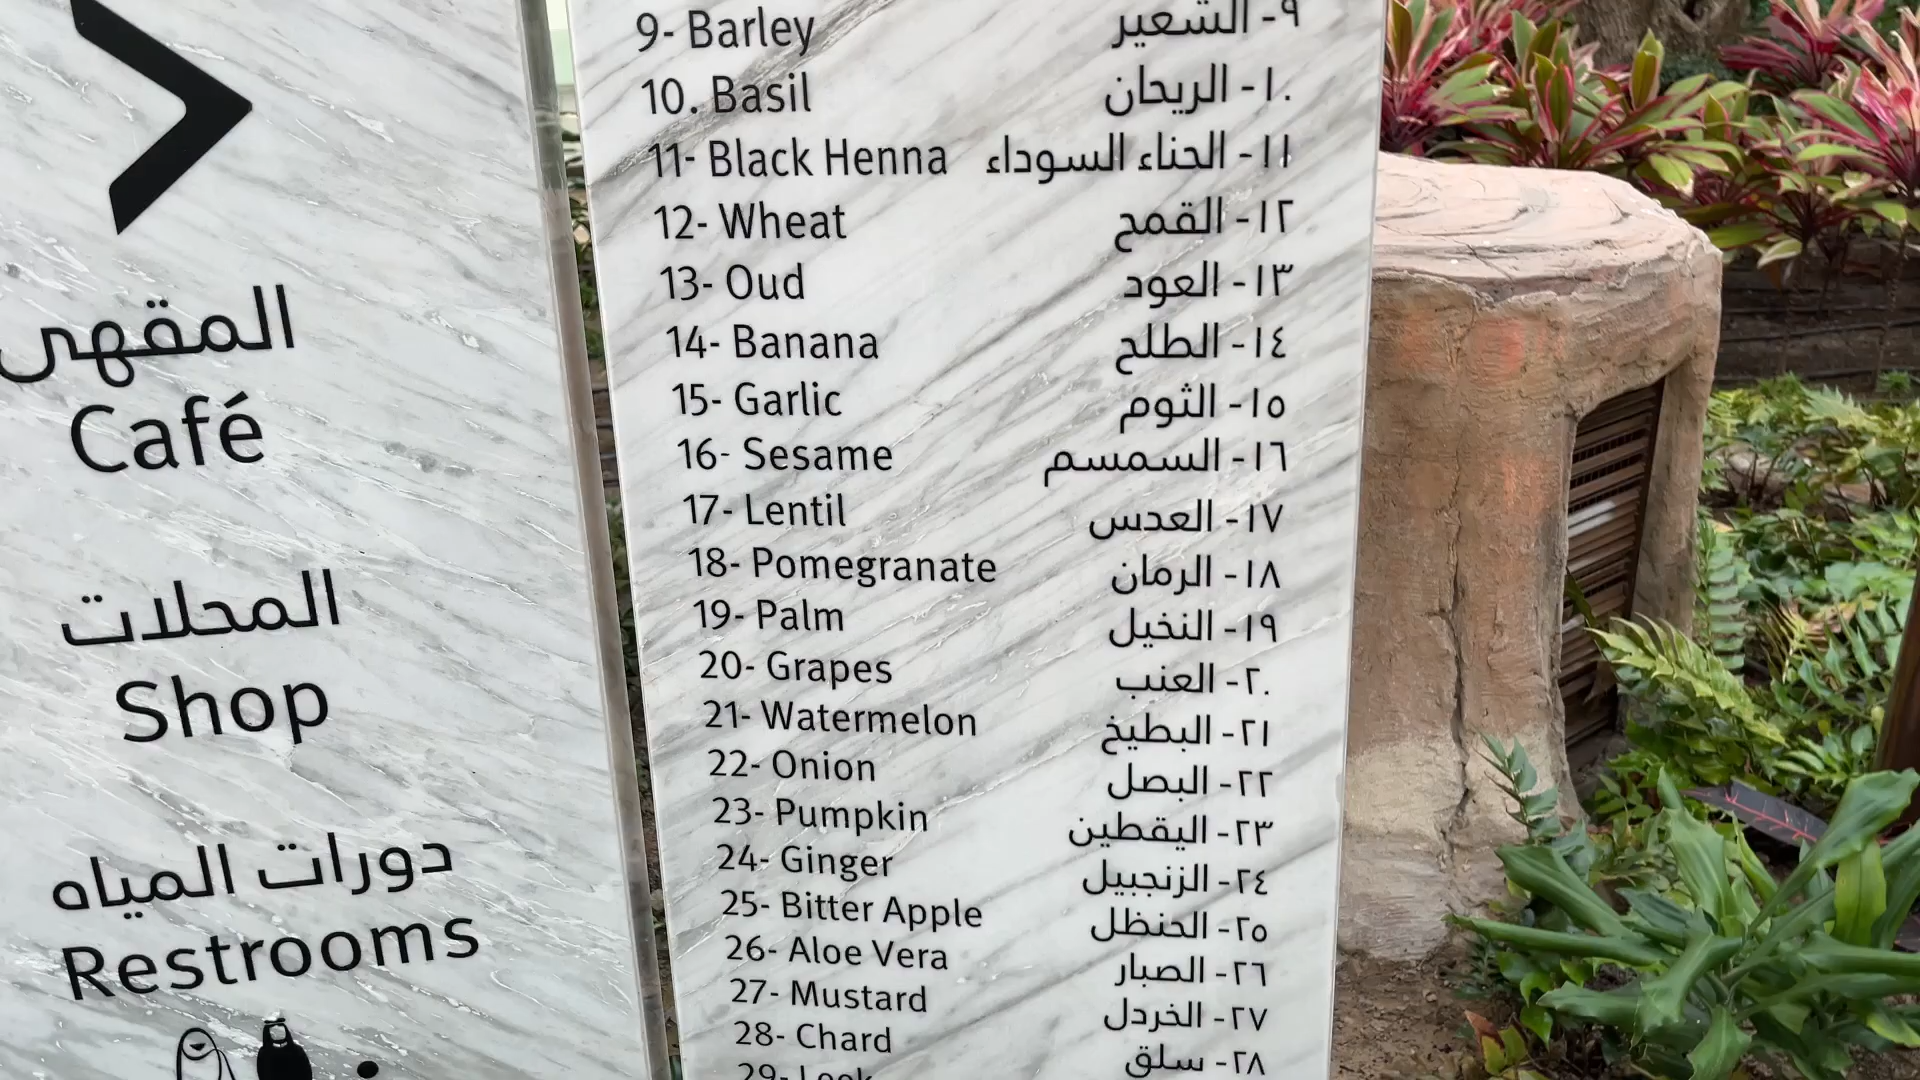 المقهى
Café
المحلات
Shop
دورات المياه
Restrooms
9- Barley ٩- الشعير
10. Basil ١٠- الريحان
11- Black Henna ١١- الحناء السوداء
12- Wheat ١٢- القمح
13- Oud ١٣- العود
14- Banana ١٤- الطلح
15- Garlic ١٥- الثوم
16- Sesame ١٦- السمسم
17- Lentil ١٧- العدس
18- Pomegranate ١٨- الرمان
19- Palm ١٩- النخيل
20- Grapes ٢٠- العنب
21- Watermelon ٢١- البطيخ
22- Onion ٢٢- البصل
23- Pumpkin ٢٣- اليقطين
24- Ginger ٢٤- الزنجبيل
25- Bitter Apple ٢٥- الحنظل
26- Aloe Vera ٢٦- الصبار
27- Mustard ٢٧- الخردل
28- Chard ٢٨- سلق
29-